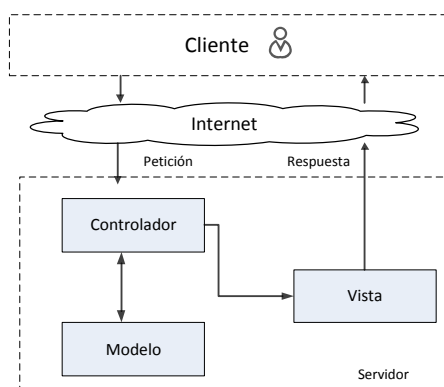 Cliente
Internet
Petición
Respuesta
Controlador
Vista
Modelo
Servidor